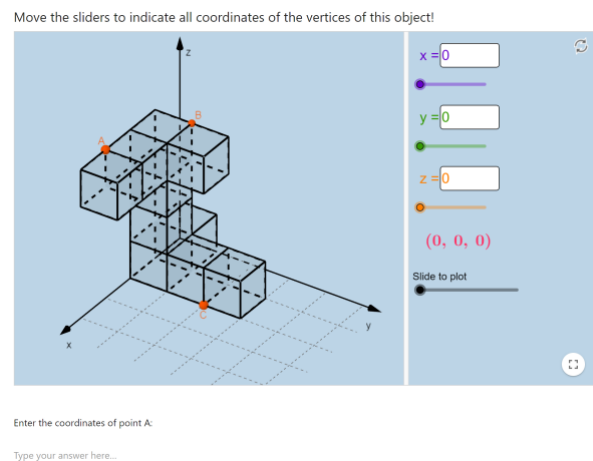 Move the sliders to indicate all coordinates of the vertices of this object!
z
B
A
x =0
y =0
z =0
(0, 0, 0)
Slide to plot
C
y
x
Enter the coordinates of point A:
Type your answer here...